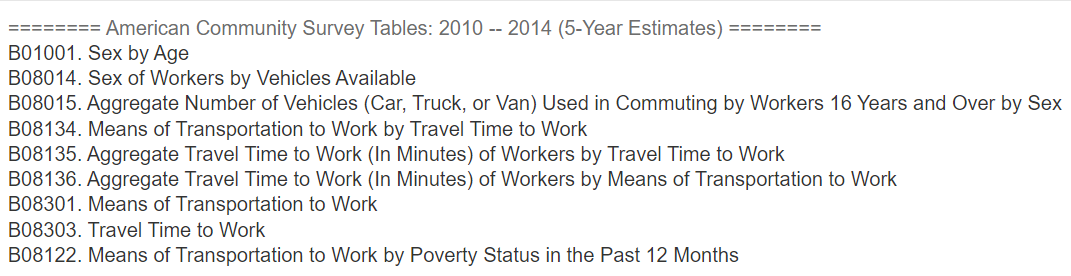 ======== American Community Survey Tables: 2010 -- 2014 (5-Year Estimates) ========
B01001. Sex by Age
B08014. Sex of Workers by Vehicles Available
B08015. Aggregate Number of Vehicles (Car, Truck, or Van) Used in Commuting by Workers 16 Years and Over by Sex
B08134. Means of Transportation to Work by Travel Time to Work
B08135. Aggregate Travel Time to Work (In Minutes) of Workers by Travel Time to Work
B08136. Aggregate Travel Time to Work (In Minutes) of Workers by Means of Transportation to Work
B08301. Means of Transportation to Work
B08303. Travel Time to Work
B08122. Means of Transportation to Work by Poverty Status in the Past 12 Months